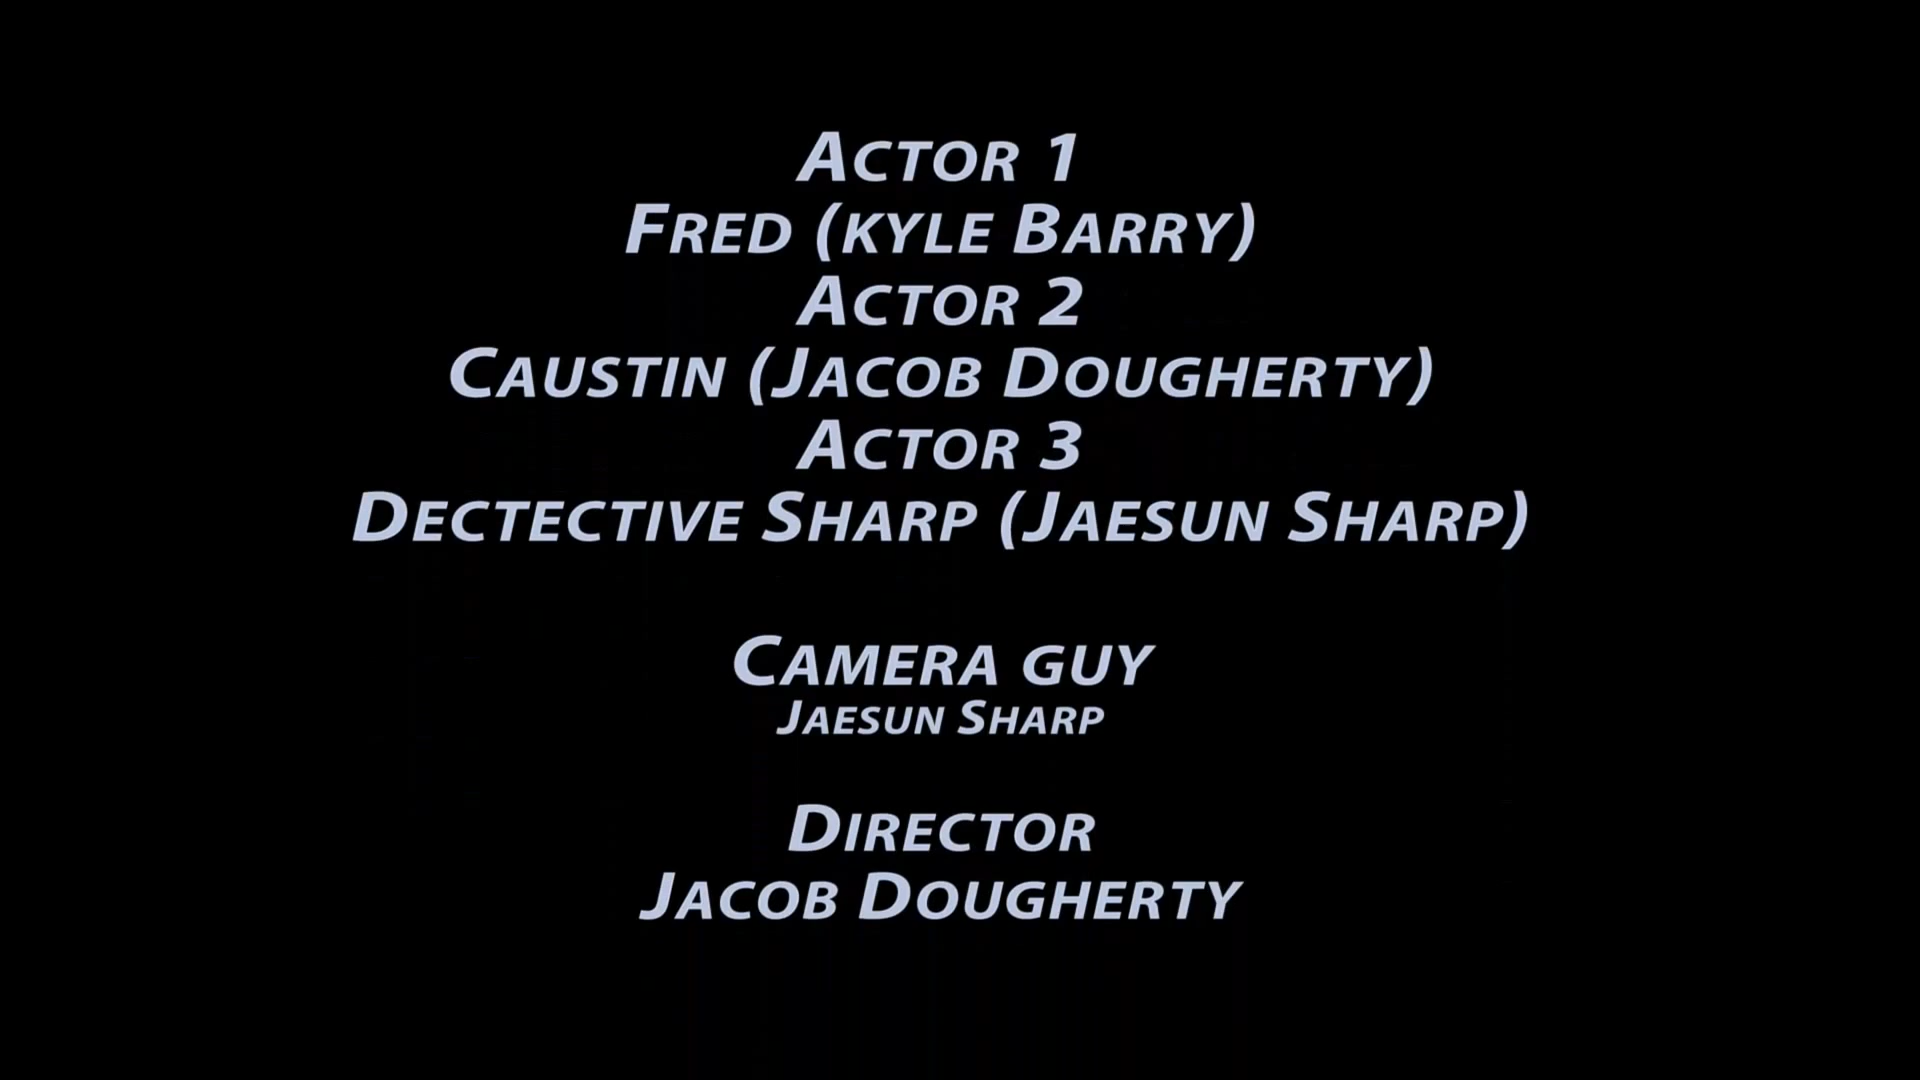 Actor 1
Fred (kyle Barry)
Actor 2
Caustin (Jacob Dougherty)
Actor 3
Dectective Sharp (Jaesun Sharp)
Camera guy
Jaesun Sharp
Director
Jacob Dougherty